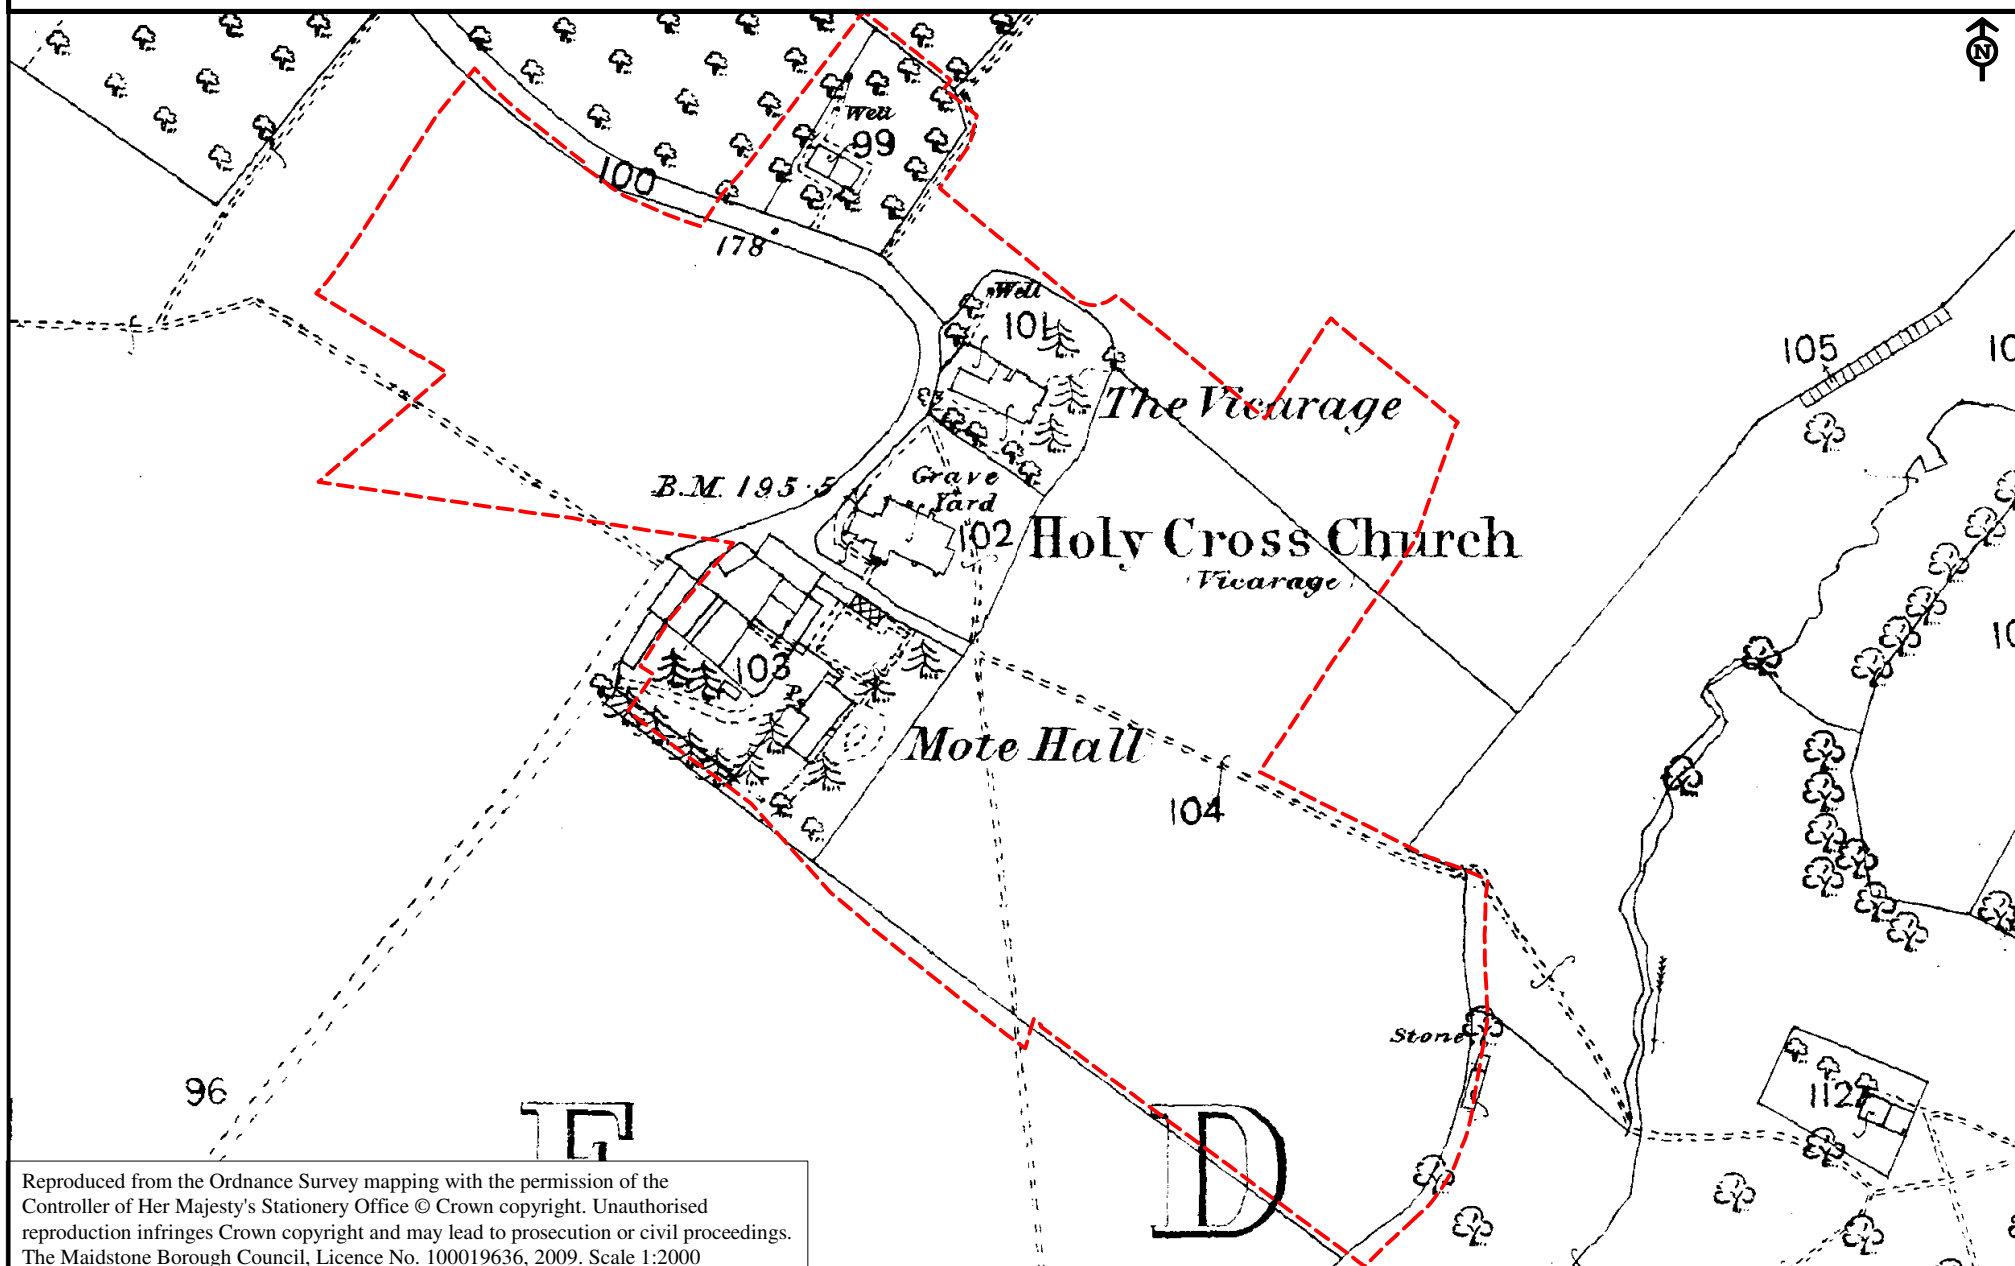 N
Well
99
100
178
Well
101
105
10
The Vicarage
B.M. 195.5
Grave
Yard
102
Holy Cross Church
(Vicarage)
10
103
P.
Mote Hall
104
Stone
96
112
E
D
Reproduced from the Ordnance Survey mapping with the permission of the
Controller of Her Majesty's Stationery Office © Crown copyright. Unauthorised
reproduction infringes Crown copyright and may lead to prosecution or civil proceedings.
The Maidstone Borough Council, Licence No. 100019636, 2009. Scale 1:2000